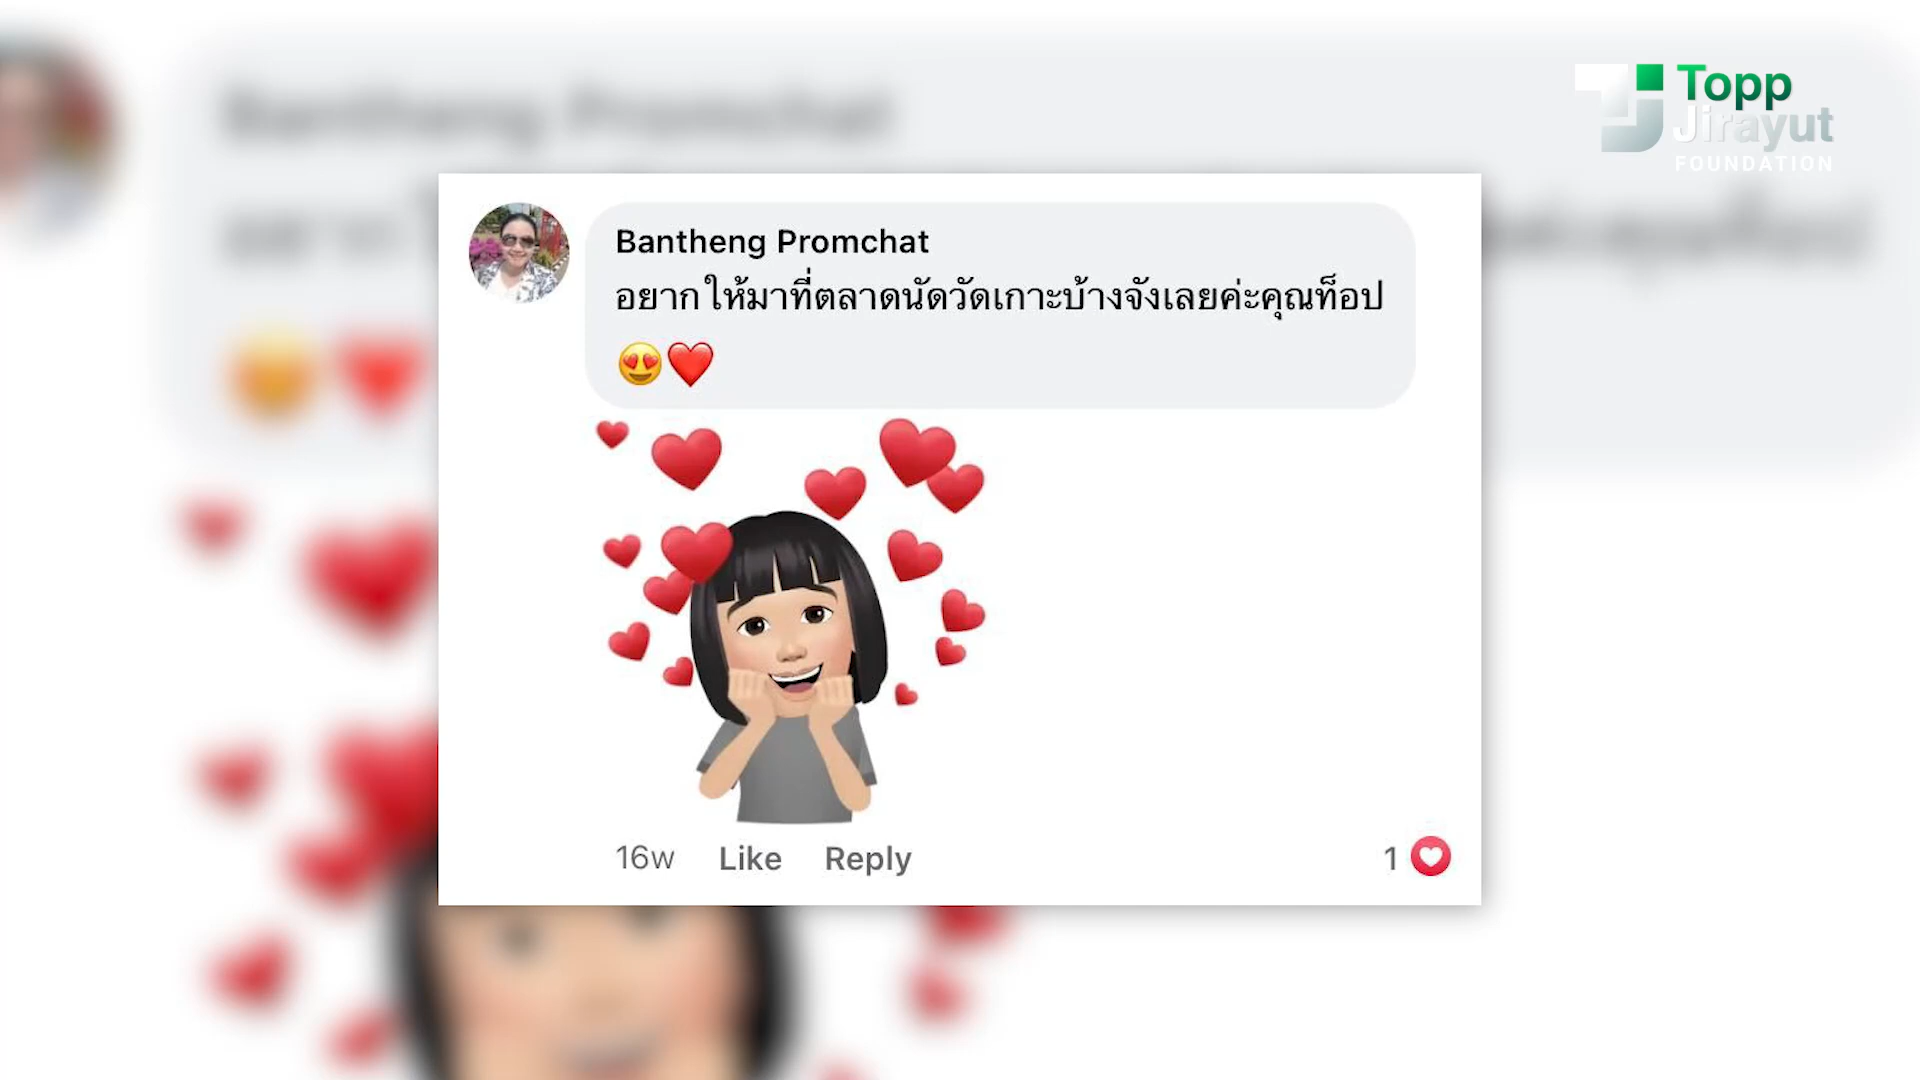 Topp
Jirayut
FOUNDATION
Bantheng Promchat
อยากให้มาที่ตลาดนัดวัดเกาะบ้างจังเลยค่ะคุณท็อป
😍❤️
16w Like Reply 1